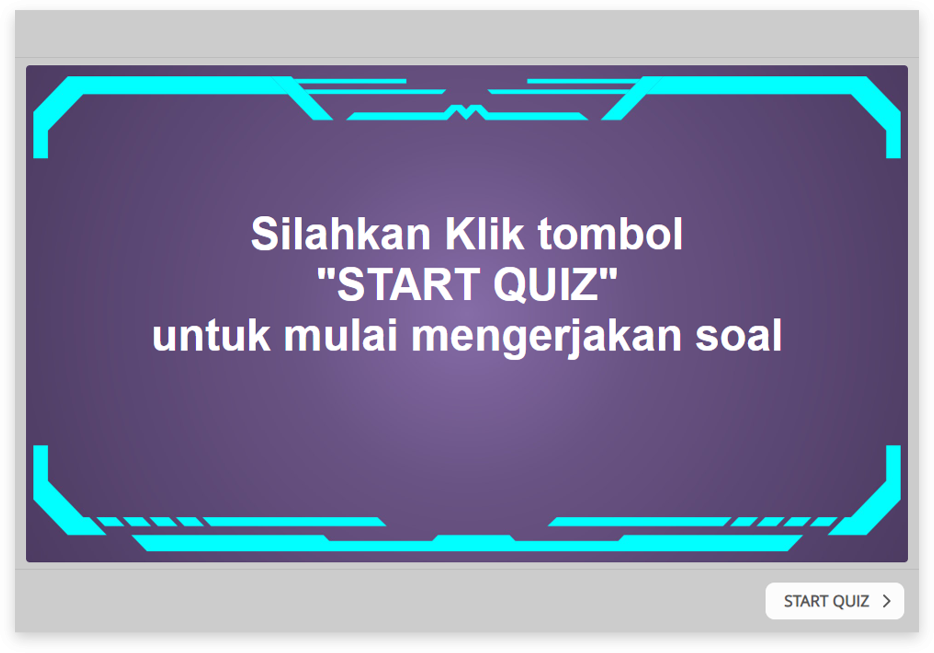 Silahkan Klik tombol
"START QUIZ"
untuk mulai mengerjakan soal
START QUIZ